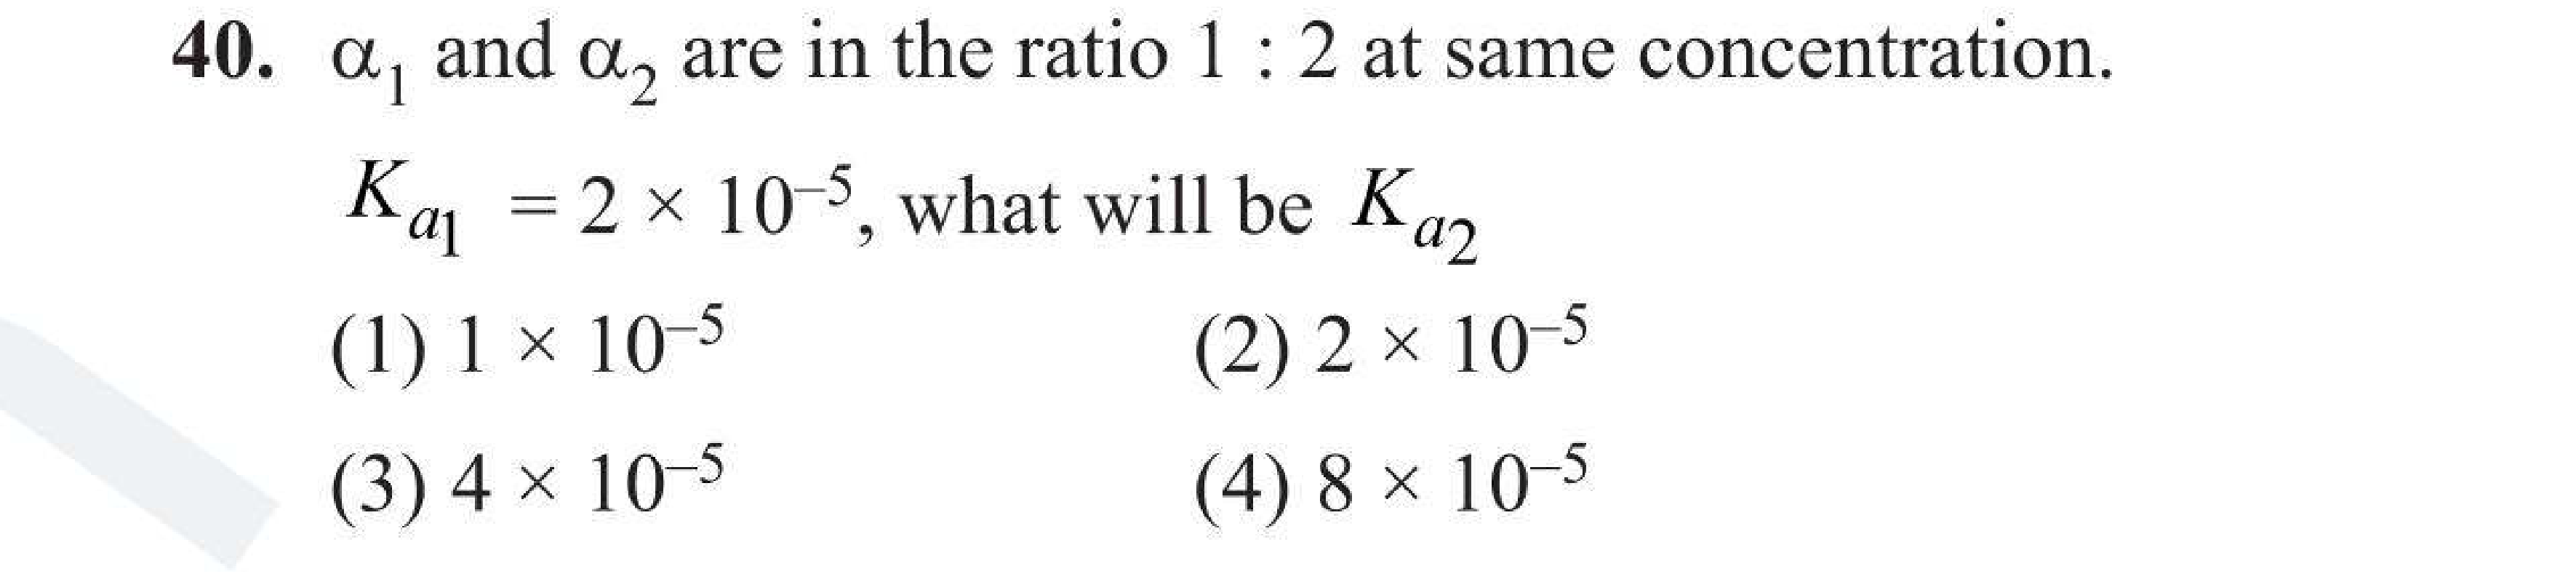 40. α₁ and α₂ are in the ratio 1 : 2 at same concentration.
Kₐ₁ = 2 × 10⁻⁵, what will be Kₐ₂
(1) 1 × 10⁻⁵ (2) 2 × 10⁻⁵
(3) 4 × 10⁻⁵ (4) 8 × 10⁻⁵